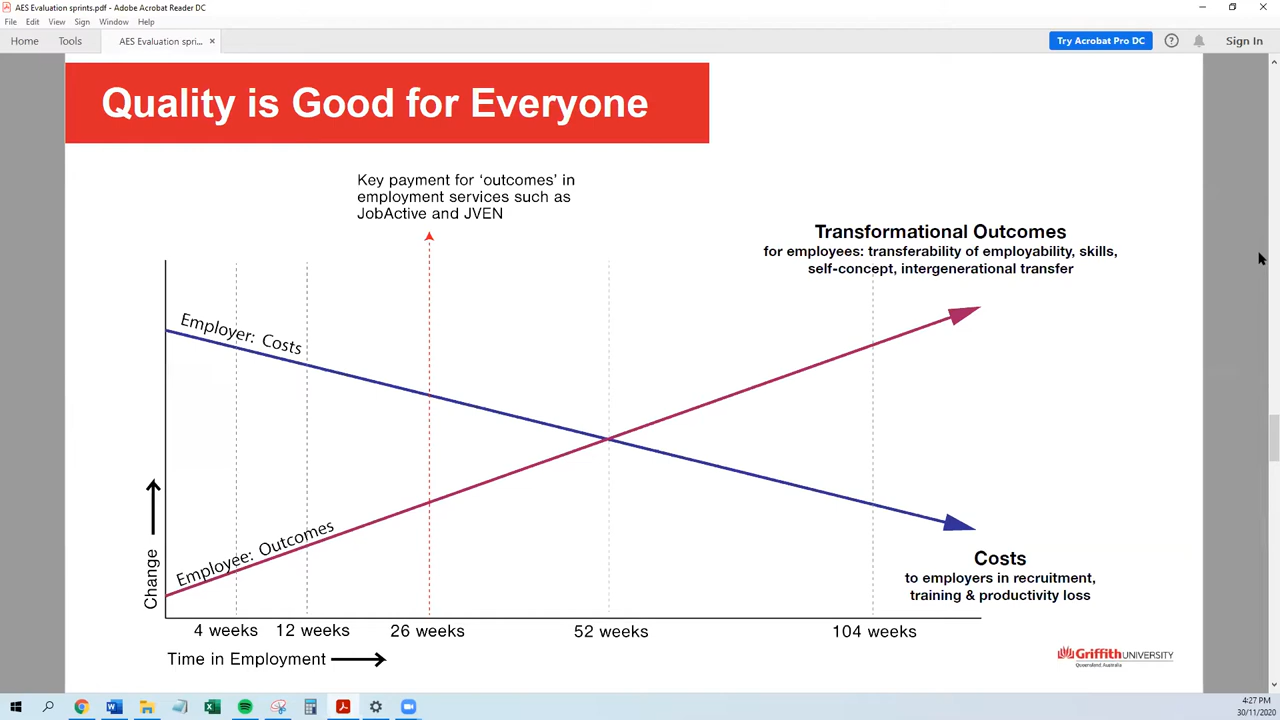 AES Evaluation sprints.pdf - Adobe Acrobat Reader DC
File Edit View Sign Window Help
Home Tools AES Evaluation spri... × Try Acrobat Pro DC Sign In
Quality is Good for Everyone
Key payment for ‘outcomes’ in
employment services such as
JobActive and JVEN
Transformational Outcomes
for employees: transferability of employability, skills,
self-concept, intergenerational transfer
Employer: Costs
Employee: Outcomes
Change
Costs
to employers in recruitment,
training & productivity loss
4 weeks 12 weeks 26 weeks 52 weeks 104 weeks
Time in Employment
Griffith UNIVERSITY
Queensland, Australia
4:27 PM
30/11/2020